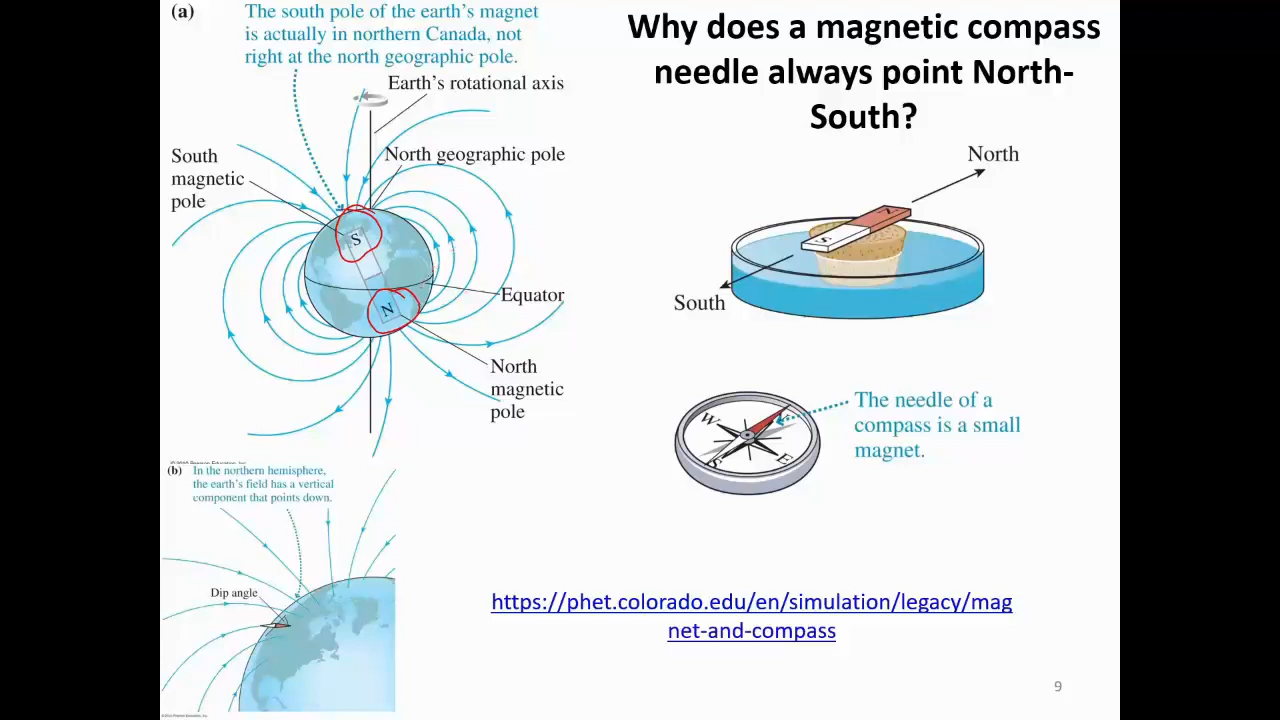 (a)
The south pole of the earth's magnet
is actually in northern Canada, not
right at the north geographic pole.
Earth's rotational axis
North geographic pole
South
magnetic
pole
S
N
Equator
North
magnetic
pole
(b) In the northern hemisphere,
the earth's field has a vertical
component that points down.
Dip angle
Why does a magnetic compass
needle always point North-
South?
North
N
S
South
W
S
E
The needle of a
compass is a small
magnet.
https://phet.colorado.edu/en/simulation/legacy/mag
net-and-compass
9